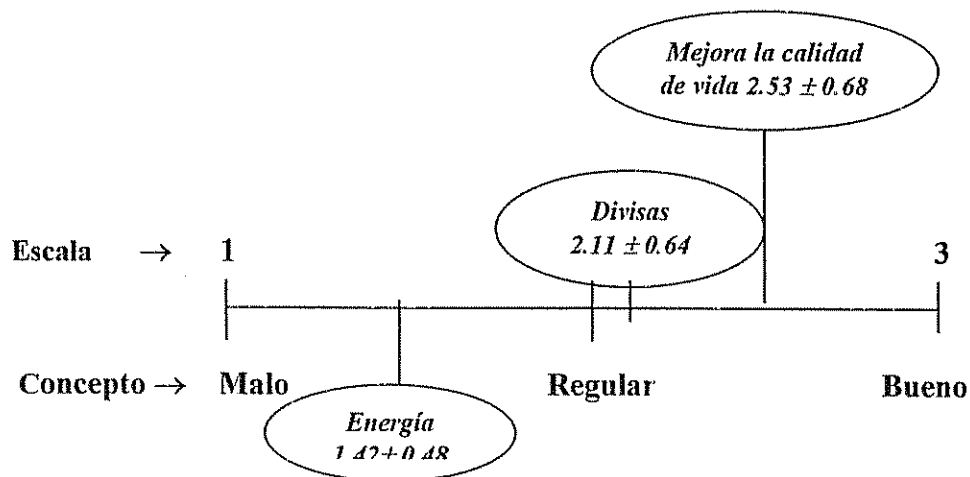 Mejora la calidad
de vida 2.53 ± 0.68
Divisas
2.11 ± 0.64
Escala → 1 3
Concepto → Malo Regular Bueno
Energía
1.42 ± 0.48